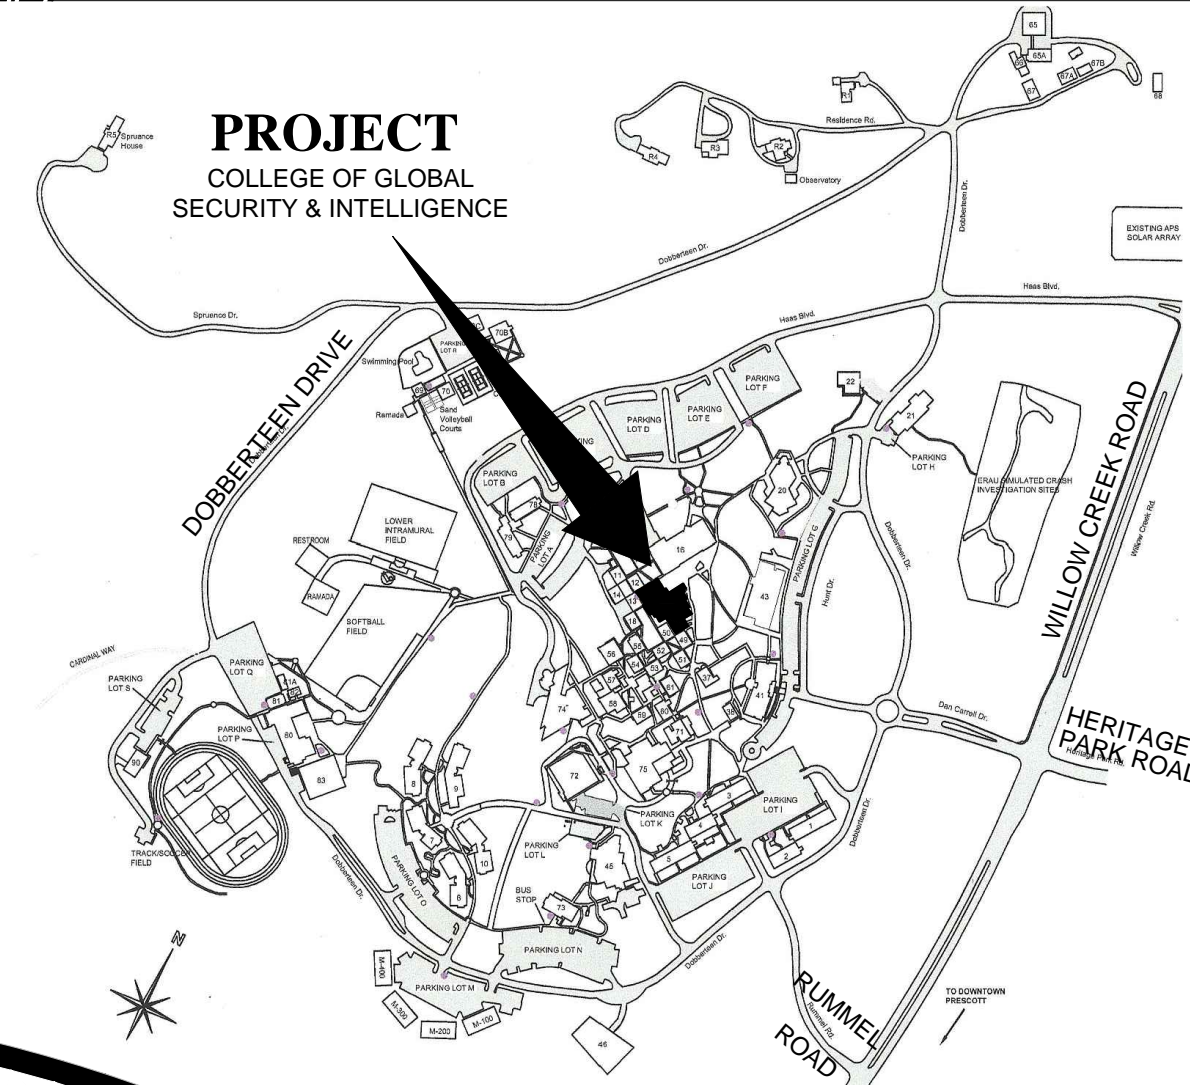 PROJECT
COLLEGE OF GLOBAL
SECURITY & INTELLIGENCE
65
65A
66
67
67A
67B
68
R1
Residence Rd.
R5
Spruance
House
R4
R3
R2
Observatory
Dobberteen Dr.
EXISTING APS
SOLAR ARRAY
Dobberteen Dr.
Haas Blvd.
Spruence Dr.
Haas Blvd.
DOBBERTEEN DRIVE
Dobberteen Dr.
PARKING
LOT R
70B
Swimming Pool
69
70
Ramada
Sand
Volleyball
Courts
PARKING
LOT F
PARKING
LOT E
PARKING
LOT D
PARKING
LOT B
22
21
PARKING
LOT H
20
ERAU SIMULATED CRASH
INVESTIGATION SITES
WILLOW CREEK ROAD
Willow Creek Rd.
78
79
PARKING
LOT A
LOWER
INTRAMURAL
FIELD
RESTROOM
RAMADA
SOFTBALL
FIELD
16
11
12
14
13
18
43
PARKING LOT G
Hunt Dr.
Dobberteen Dr.
50
49
55
52
51
56
54
53
57
37
61
58
59
60
38
41
71
74
75
72
CARDINAL WAY
PARKING
LOT S
PARKING
LOT Q
81A
81
PARKING
LOT P
80
83
90
TRACK/SOCCER
FIELD
Dan Carrell Dr.
HERITAGE
PARK ROAD
Heritage Park Rd.
8
9
7
10
6
PARKING LOT O
Dobberteen Dr.
PARKING
LOT L
PARKING
LOT K
3
4
5
PARKING
LOT I
1
2
Dobberteen Dr.
PARKING
LOT J
45
BUS
STOP
73
PARKING LOT N
Dobberteen Dr.
PARKING LOT M
M-400
M-300
M-200
M-100
46
N
RUMMEL
ROAD
Rummel Rd.
TO DOWNTOWN
PRESCOTT